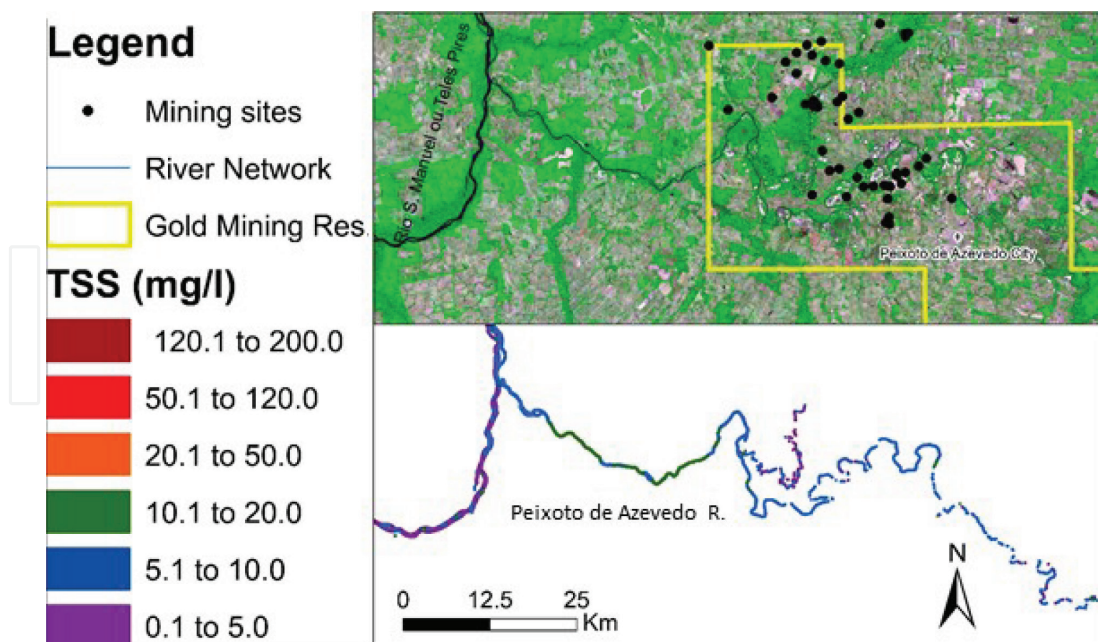 Legend
Mining sites
River Network
Gold Mining Res.
TSS (mg/l)
120.1 to 200.0
50.1 to 120.0
20.1 to 50.0
10.1 to 20.0
5.1 to 10.0
0.1 to 5.0
Rio S. Manuel ou Teles Pires
Peixoto de Azevedo City
Peixoto de Azevedo R.
N
0 12.5 25
Km